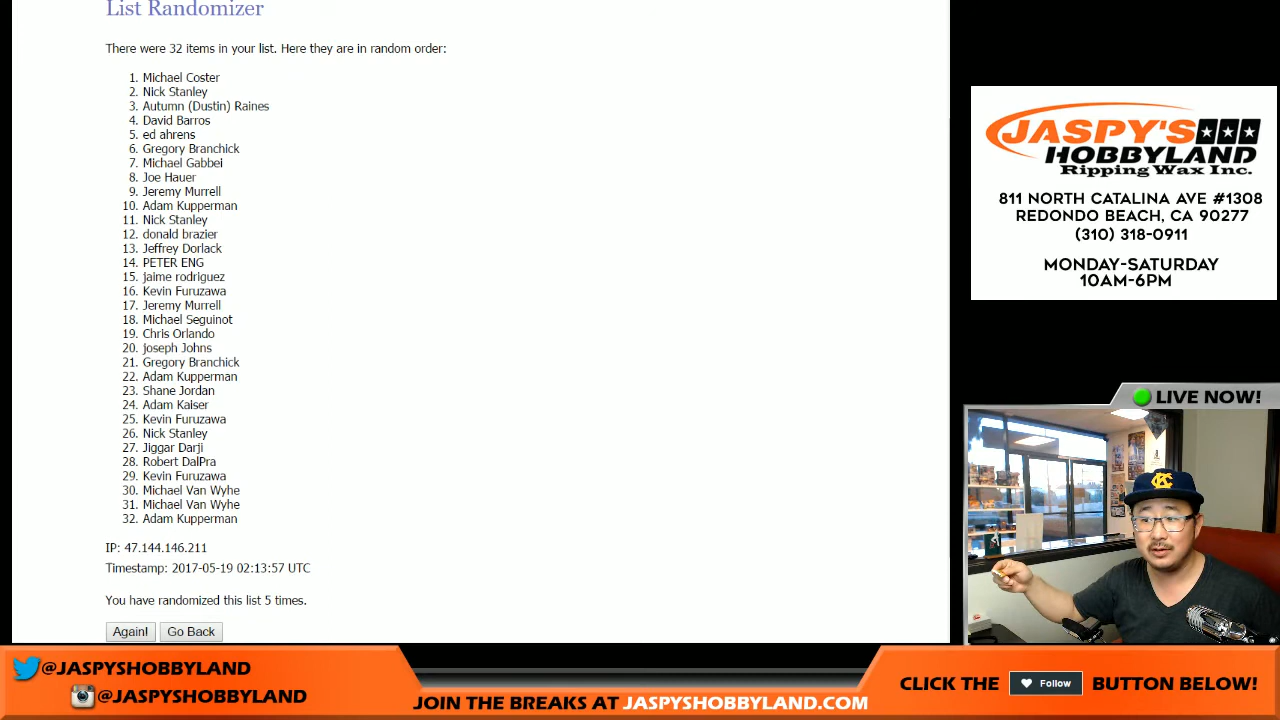 List Randomizer
There were 32 items in your list. Here they are in random order:
1. Michael Coster
2. Nick Stanley
3. Autumn (Dustin) Raines
4. David Barros
5. ed ahrens
6. Gregory Branchick
7. Michael Gabbei
8. Joe Hauer
9. Jeremy Murrell
10. Adam Kupperman
11. Nick Stanley
12. donald brazier
13. Jeffrey Dorlack
14. PETER ENG
15. jaime rodriguez
16. Kevin Furuzawa
17. Jeremy Murrell
18. Michael Seguinot
19. Chris Orlando
20. joseph Johns
21. Gregory Branchick
22. Adam Kupperman
23. Shane Jordan
24. Adam Kaiser
25. Kevin Furuzawa
26. Nick Stanley
27. Jiggar Darji
28. Robert DalPra
29. Kevin Furuzawa
30. Michael Van Wyhe
31. Michael Van Wyhe
32. Adam Kupperman
IP: 47.144.146.211
Timestamp: 2017-05-19 02:13:57 UTC
You have randomized this list 5 times.
Again! Go Back
JASPY'S
HOBBYLAND
Ripping Wax Inc.
811 NORTH CATALINA AVE #1308
REDONDO BEACH, CA 90277
(310) 318-0911
MONDAY-SATURDAY
10AM-6PM
LIVE NOW!
KC
@JASPYSHOBBYLAND
@JASPYSHOBBYLAND
JOIN THE BREAKS AT JASPYSHOBBYLAND.COM
CLICK THE Follow BUTTON BELOW!